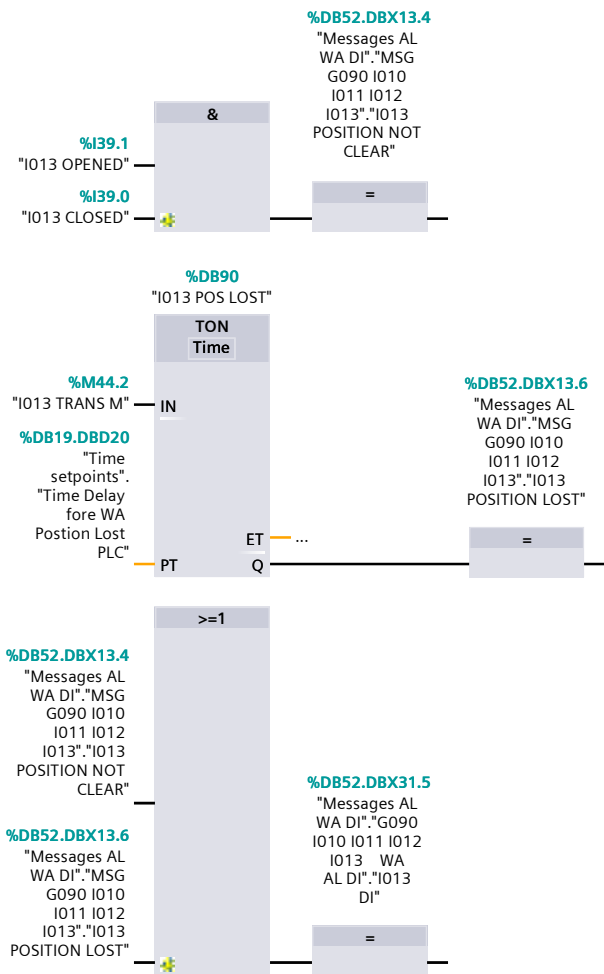 %DB52.DBX13.4
"Messages AL
WA DI"."MSG
G090 I010
I011 I012
I013"."I013
POSITION NOT
CLEAR"
&
%I39.1
"I013 OPENED"
%I39.0
"I013 CLOSED"
=
%DB90
"I013 POS LOST"
TON
Time
%M44.2
"I013 TRANS M"
IN
%DB19.DBD20
"Time
setpoints".
"Time Delay
fore WA
Postion Lost
PLC"
PT
ET
...
Q
%DB52.DBX13.6
"Messages AL
WA DI"."MSG
G090 I010
I011 I012
I013"."I013
POSITION LOST"
=
>=1
%DB52.DBX13.4
"Messages AL
WA DI"."MSG
G090 I010
I011 I012
I013"."I013
POSITION NOT
CLEAR"
%DB52.DBX13.6
"Messages AL
WA DI"."MSG
G090 I010
I011 I012
I013"."I013
POSITION LOST"
%DB52.DBX31.5
"Messages AL
WA DI"."G090
I010 I011 I012
I013 WA
AL DI"."I013
DI"
=